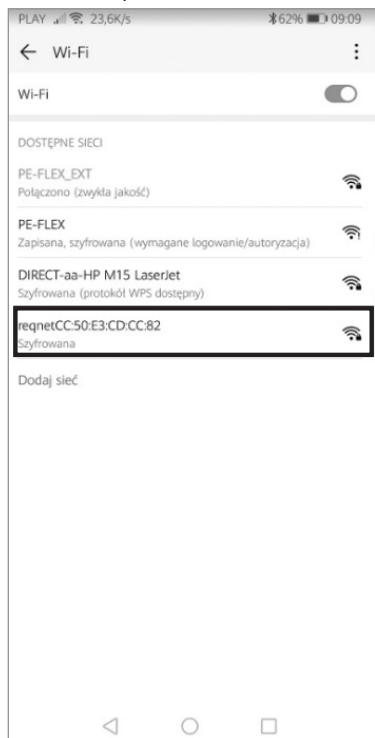 PLAY 23,6K/s 62% 09:09
Wi-Fi
Wi-Fi
DOSTĘPNE SIECI
PE-FLEX_EXT
Połączono (zwykła jakość)
PE-FLEX
Zapisana, szyfrowana (wymagane logowanie/autoryzacja)
DIRECT-aa-HP M15 LaserJet
Szyfrowana (protokół WPS dostępny)
reqnetCC:50:E3:CD:CC:82
Szyfrowana
Dodaj sieć